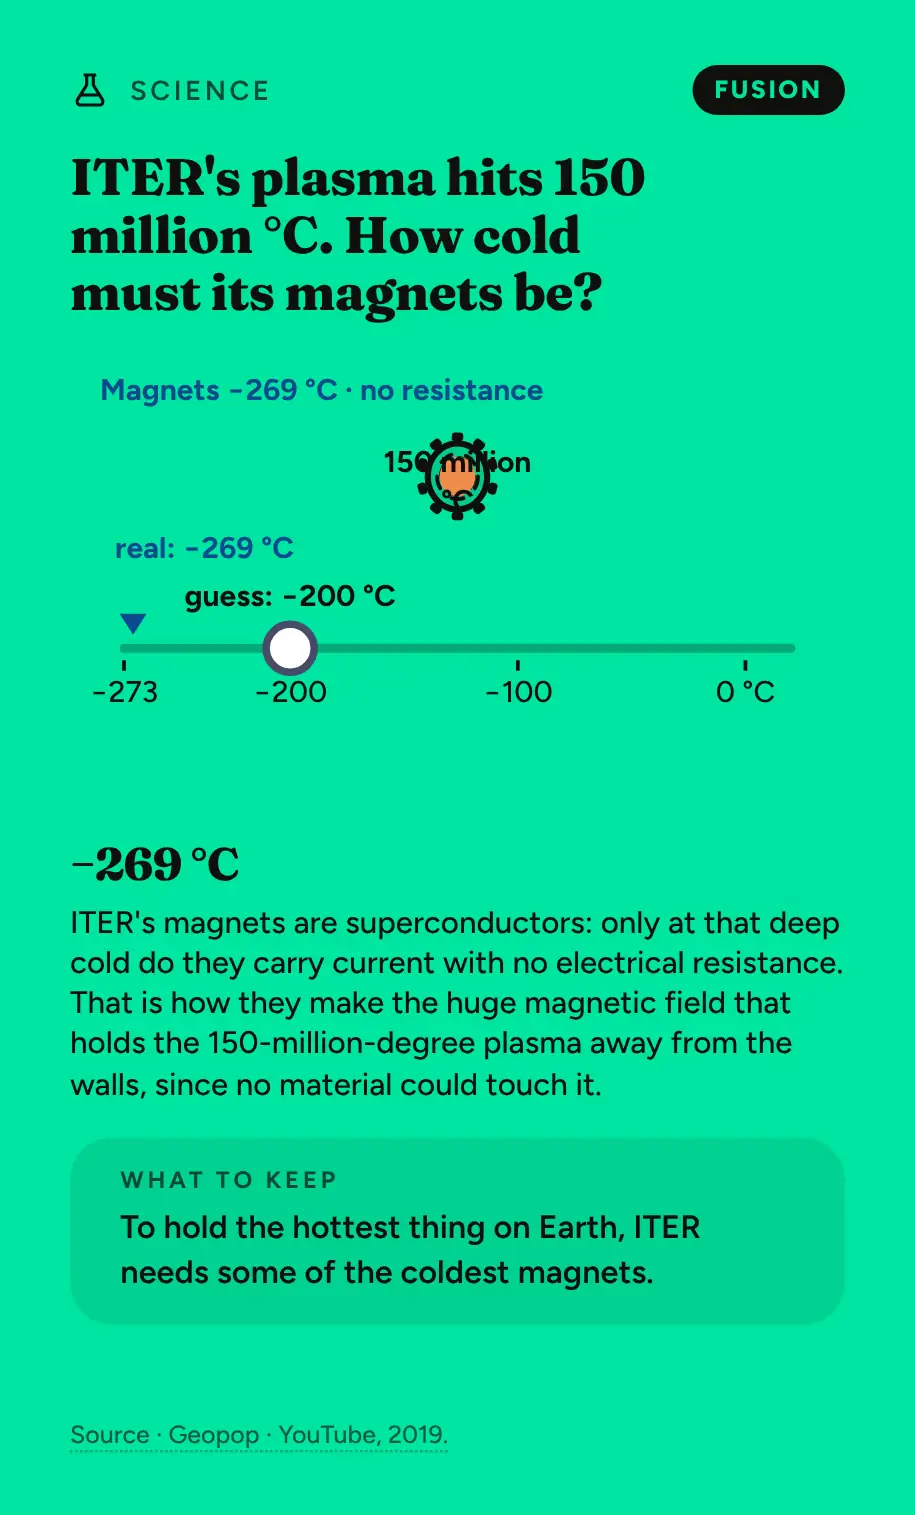 SCIENCE
FUSION
ITER's plasma hits 150
million °C. How cold
must its magnets be?
Magnets −269 °C · no resistance
150 million
°C
real: −269 °C
guess: −200 °C
−273 −200 −100 0 °C
−269 °C
ITER's magnets are superconductors: only at that deep
cold do they carry current with no electrical resistance.
That is how they make the huge magnetic field that
holds the 150-million-degree plasma away from the
walls, since no material could touch it.
WHAT TO KEEP
To hold the hottest thing on Earth, ITER
needs some of the coldest magnets.
Source · Geopop · YouTube, 2019.